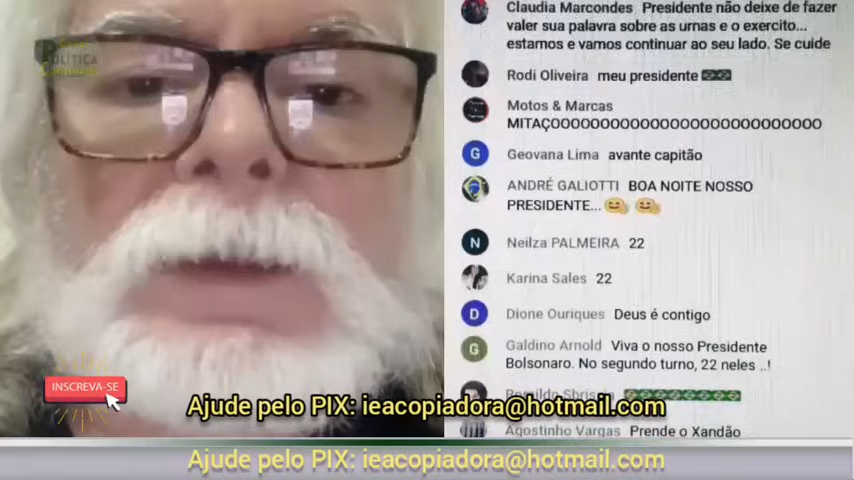 POLÍTICA
INSCREVA-SE
Claudia Marcondes Presidente não deixe de fazer
valer sua palavra sobre as urnas e o exercito...
estamos e vamos continuar ao seu lado. Se cuide
Rodi Oliveira meu presidente
Motos & Marcas
MITAÇOOOOOOOOOOOOOOOOOOOOOOOOOOOO
G Geovana Lima avante capitão
ANDRÉ GALIOTTI BOA NOITE NOSSO
PRESIDENTE...
N Neilza PALMEIRA 22
Karina Sales 22
D Dione Ouriques Deus é contigo
G Galdino Arnold Viva o nosso Presidente
Bolsonaro. No segundo turno, 22 neles ..!
Agostinho Vargas Prende o Xandão
Ajude pelo PIX: ieacopiadora@hotmail.com
Ajude pelo PIX: ieacopiadora@hotmail.com